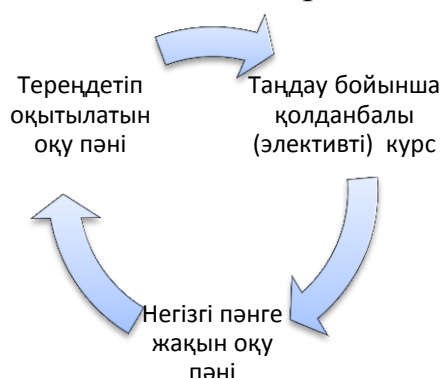 Тереңдетіп
оқытылатын
оқу пәні
Таңдау бойынша
қолданбалы
(элективті) курс
Негізгі пәнге
жақын оқу
пәні